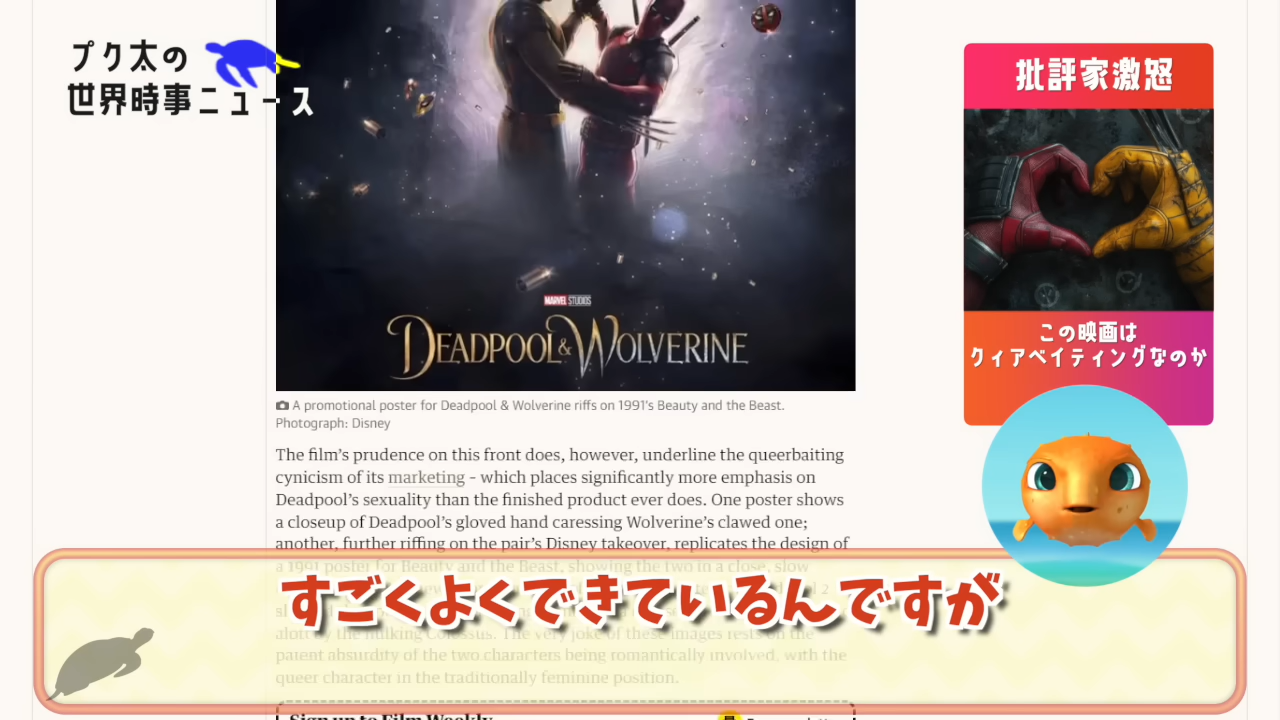 プク太の
世界時事ニュース
批評家激怒
この映画は
クィアベイティングなのか
MARVEL STUDIOS
DEADPOOL & WOLVERINE
A promotional poster for Deadpool & Wolverine riffs on 1991's Beauty and the Beast.
Photograph: Disney
The film's prudence on this front does, however, underline the queerbaiting
cynicism of its marketing – which places significantly more emphasis on
Deadpool's sexuality than the finished product ever does. One poster shows
a closeup of Deadpool's gloved hand caressing Wolverine's clawed one;
another, further riffing on the pair's Disney takeover, replicates the design of
a 1991 poster for Beauty and the Beast, showing the two in a close, slow
すごくよくできているんですが
aloft by the hulking Colossus. The very joke of these images rests on the
parent absurdity of the two characters being romantically involved, with the
queer character in the traditionally feminine position.
Sign up to Film Weekly